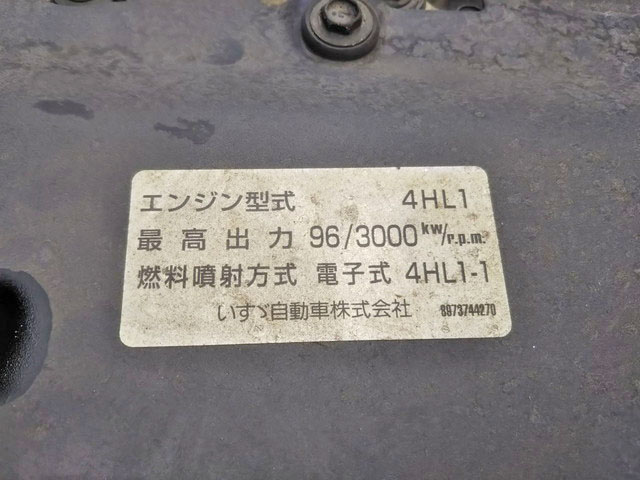 エンジン型式 4HL1
最高出力 96/3000 kw/r.p.m.
燃料噴射方式 電子式 4HL1-1
いすゞ自動車株式会社 8973744270